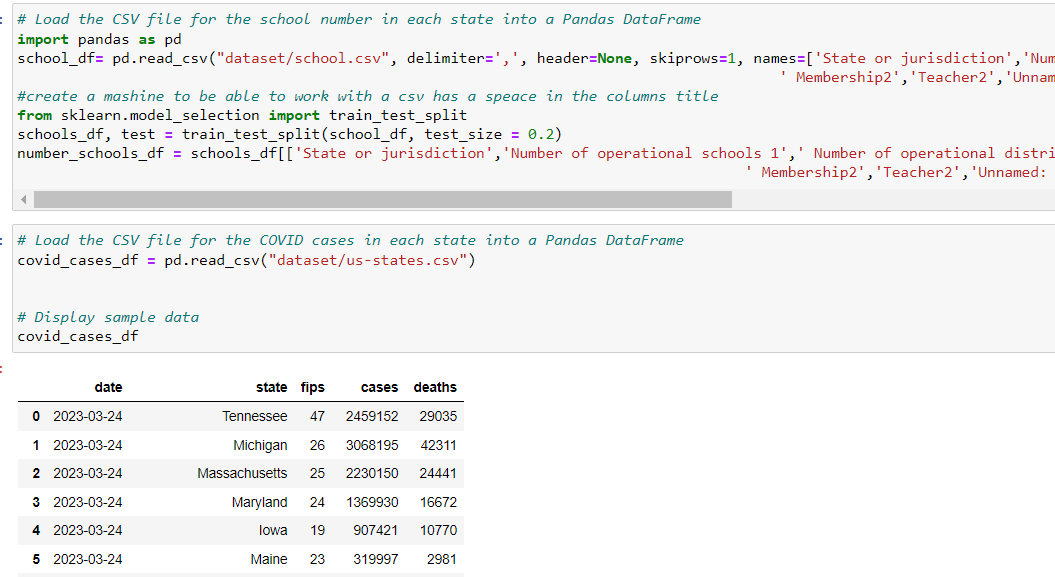 # Load the CSV file for the school number in each state into a Pandas DataFrame
import pandas as pd
school_df= pd.read_csv("dataset/school.csv", delimiter=',', header=None, skiprows=1, names=['State or jurisdiction','Num
' Membership2','Teacher2','Unnam
#create a mashine to be able to work with a csv has a speace in the columns title
from sklearn.model_selection import train_test_split
schools_df, test = train_test_split(school_df, test_size = 0.2)
number_schools_df = schools_df[['State or jurisdiction','Number of operational schools 1',' Number of operational distri
' Membership2','Teacher2','Unnamed:
# Load the CSV file for the COVID cases in each state into a Pandas DataFrame
covid_cases_df = pd.read_csv("dataset/us-states.csv")
# Display sample data
covid_cases_df
date state fips cases deaths
0 2023-03-24 Tennessee 47 2459152 29035
1 2023-03-24 Michigan 26 3068195 42311
2 2023-03-24 Massachusetts 25 2230150 24441
3 2023-03-24 Maryland 24 1369930 16672
4 2023-03-24 Iowa 19 907421 10770
5 2023-03-24 Maine 23 319997 2981